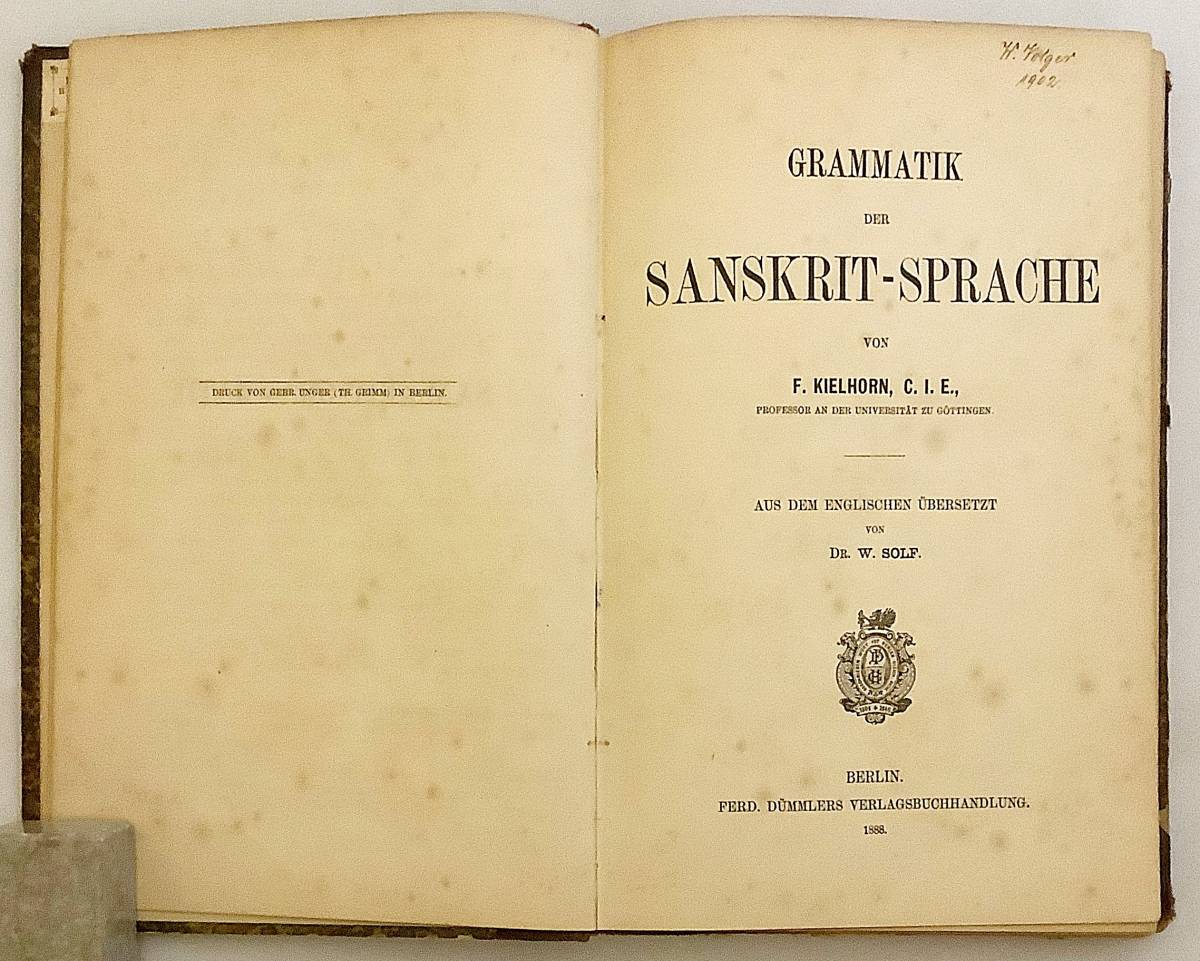 DRUCK VON GEBR. UNGER (TH. GRIMM) IN BERLIN.
W. Volger
1902.
GRAMMATIK
DER
SANSKRIT-SPRACHE
VON
F. KIELHORN, C. I. E.,
PROFESSOR AN DER UNIVERSITÄT ZU GÖTTINGEN.
AUS DEM ENGLISCHEN ÜBERSETZT
VON
DR. W. SOLF.
BERLIN.
FERD. DÜMMLERS VERLAGSBUCHHANDLUNG.
1888.